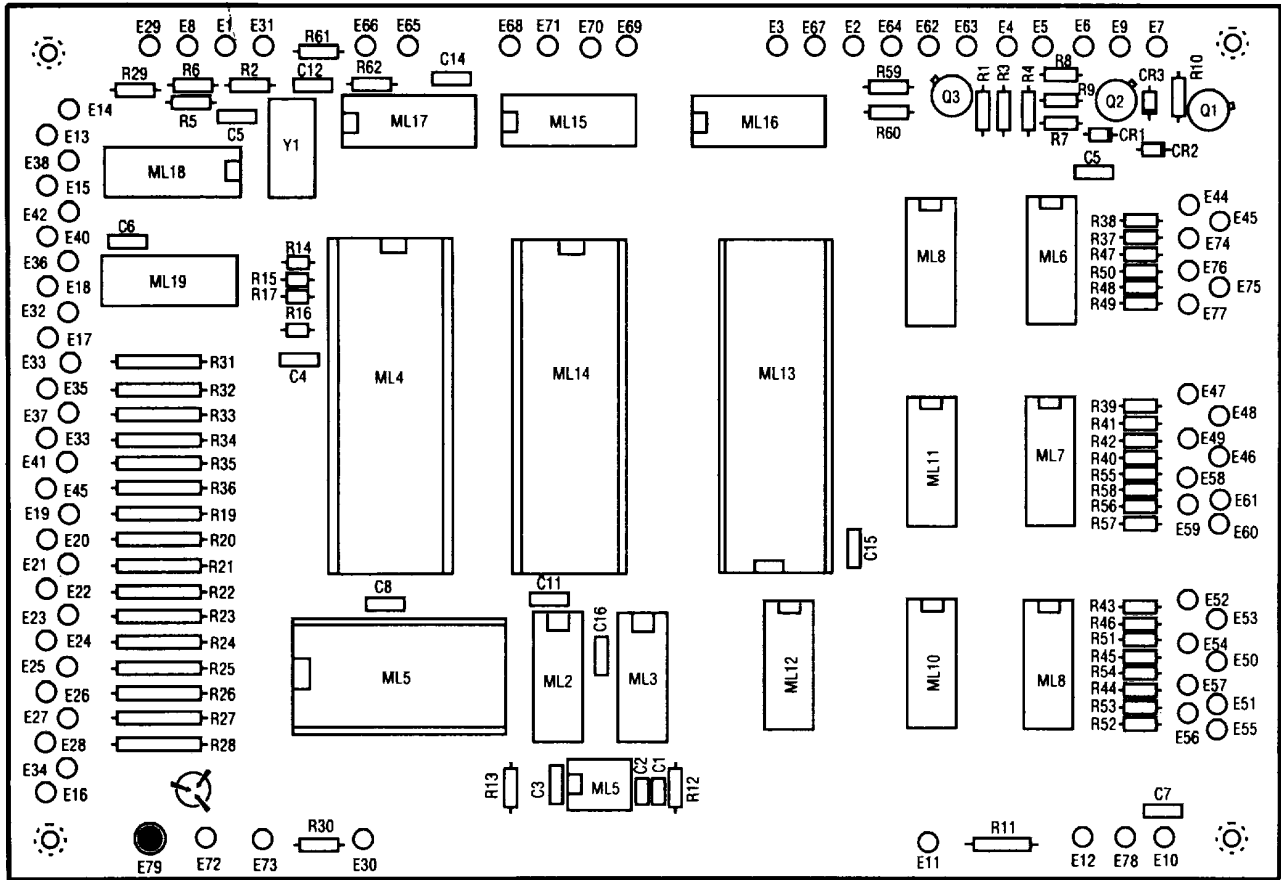 E29 E8 E1 E31 E66 E65 E68 E71 E70 E69 E3 E67 E2 E64 E62 E63 E4 E5 E6 E9 E7
R61
R29 R6 R2 C12 R62 C14 R59 R1 R3 R4 R8 CR3 R10
R5 C5 R60 Q3 R9 Q2 Q1
E14 Y1 ML17 ML15 ML16 R7 CR1
E13 CR2
E38 ML18 C5
E15
E42 E44
E40 C6 R38 E45
E36 R14 R37 E74
E18 ML19 R15 ML8 ML6 R47
R17 R50 E76
E32 R16 R48 E75
E17 R49 E77
E33 R31 C4
E35 R32 ML4 ML14 ML13 E47
E37 R33 R39 E48
E33 R34 R41
E41 R35 R42 E49
E45 R36 ML11 ML7 R40 E46
E19 R19 R55 E58
E20 R20 R58 E61
E21 R21 C15 R56 E59
E22 R22 R57 E60
E23 R23 C8 C11 E52
E24 R24 C16 R43 E53
E25 R25 R46
E26 R26 ML5 ML2 ML3 ML12 ML10 ML8 R51 E54
E27 R27 R45 E50
E28 R28 R54 E57
E34 R44 E51
E16 R53 E56
R52 E55
R13 C3 ML5 C2 C1 R12
C7
R30 R11
E79 E72 E73 E30 E11 E12 E78 E10